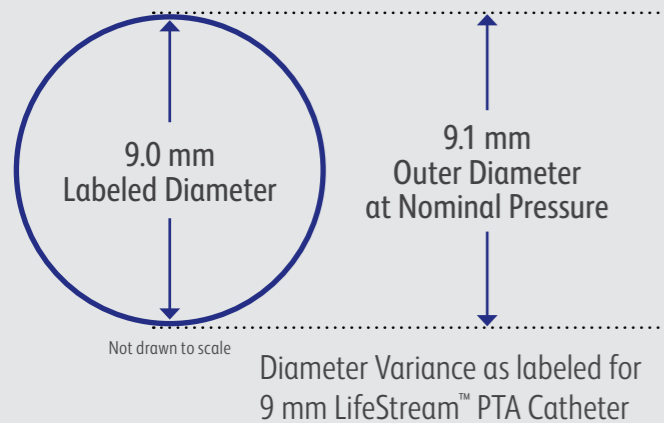 9.0 mm
Labeled Diameter
9.1 mm
Outer Diameter
at Nominal Pressure
Not drawn to scale
Diameter Variance as labeled for
9 mm LifeStream™ PTA Catheter